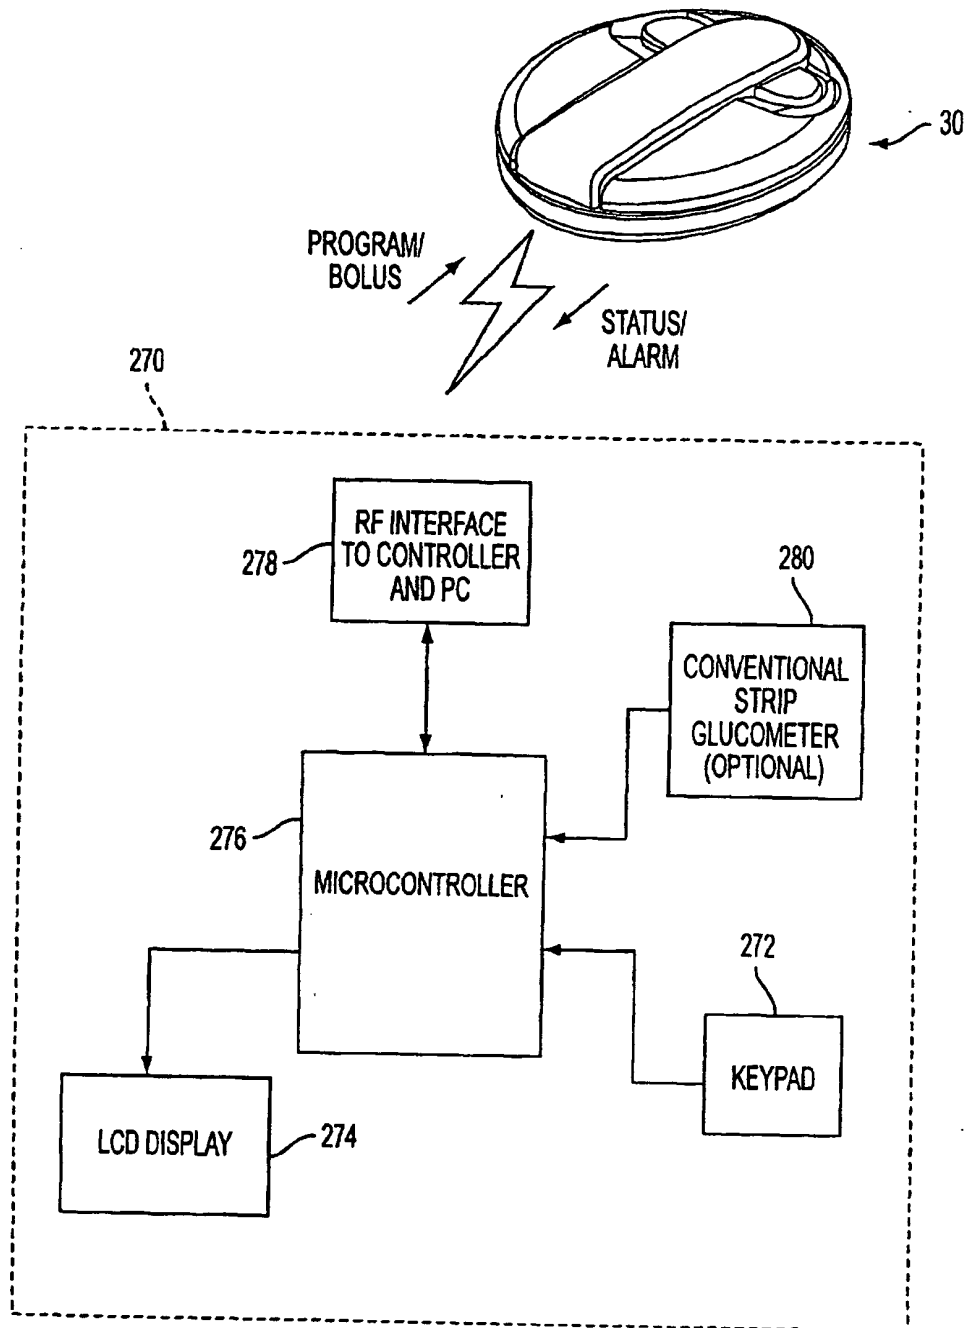 30
PROGRAM/
BOLUS
STATUS/
ALARM
270
RF INTERFACE
TO CONTROLLER
AND PC
278
280
CONVENTIONAL
STRIP
GLUCOMETER
(OPTIONAL)
276
MICROCONTROLLER
272
KEYPAD
LCD DISPLAY
274